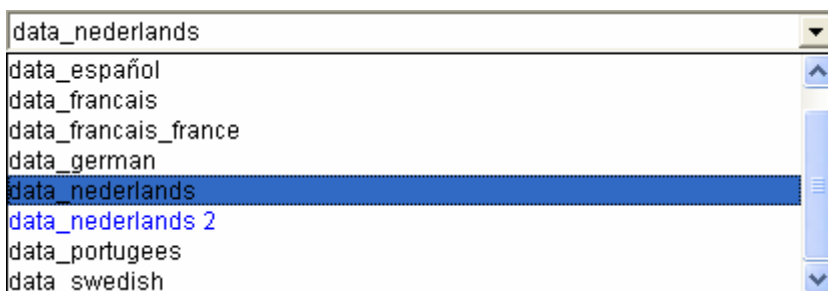 data_nederlands
data_español
data_francais
data_francais_france
data_german
data_nederlands
data_nederlands 2
data_portugees
data_swedish